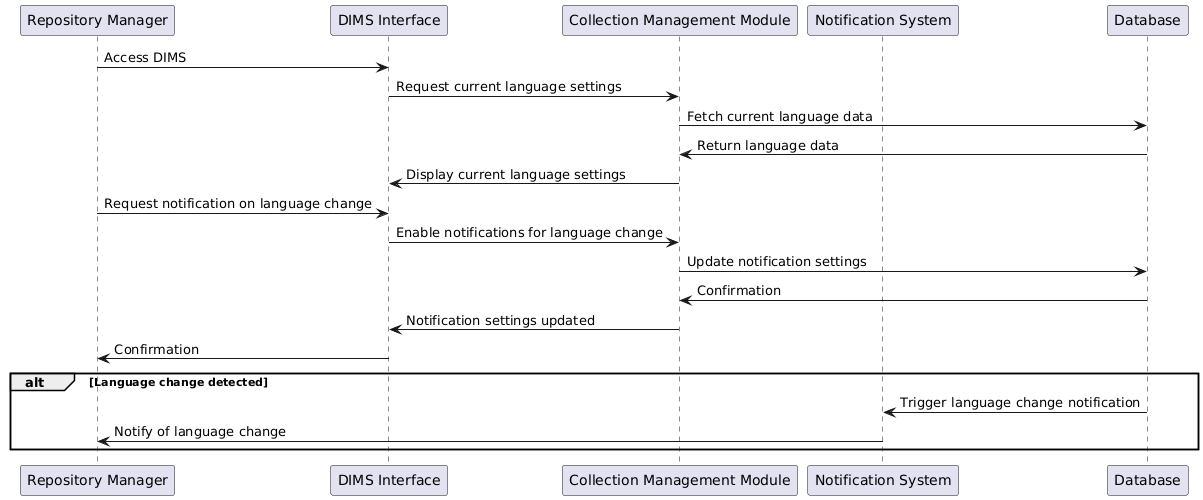 Repository Manager
DIMS Interface
Collection Management Module
Notification System
Database
Access DIMS
Request current language settings
Fetch current language data
Return language data
Display current language settings
Request notification on language change
Enable notifications for language change
Update notification settings
Confirmation
Notification settings updated
Confirmation
alt
[Language change detected]
Trigger language change notification
Notify of language change
Repository Manager
DIMS Interface
Collection Management Module
Notification System
Database